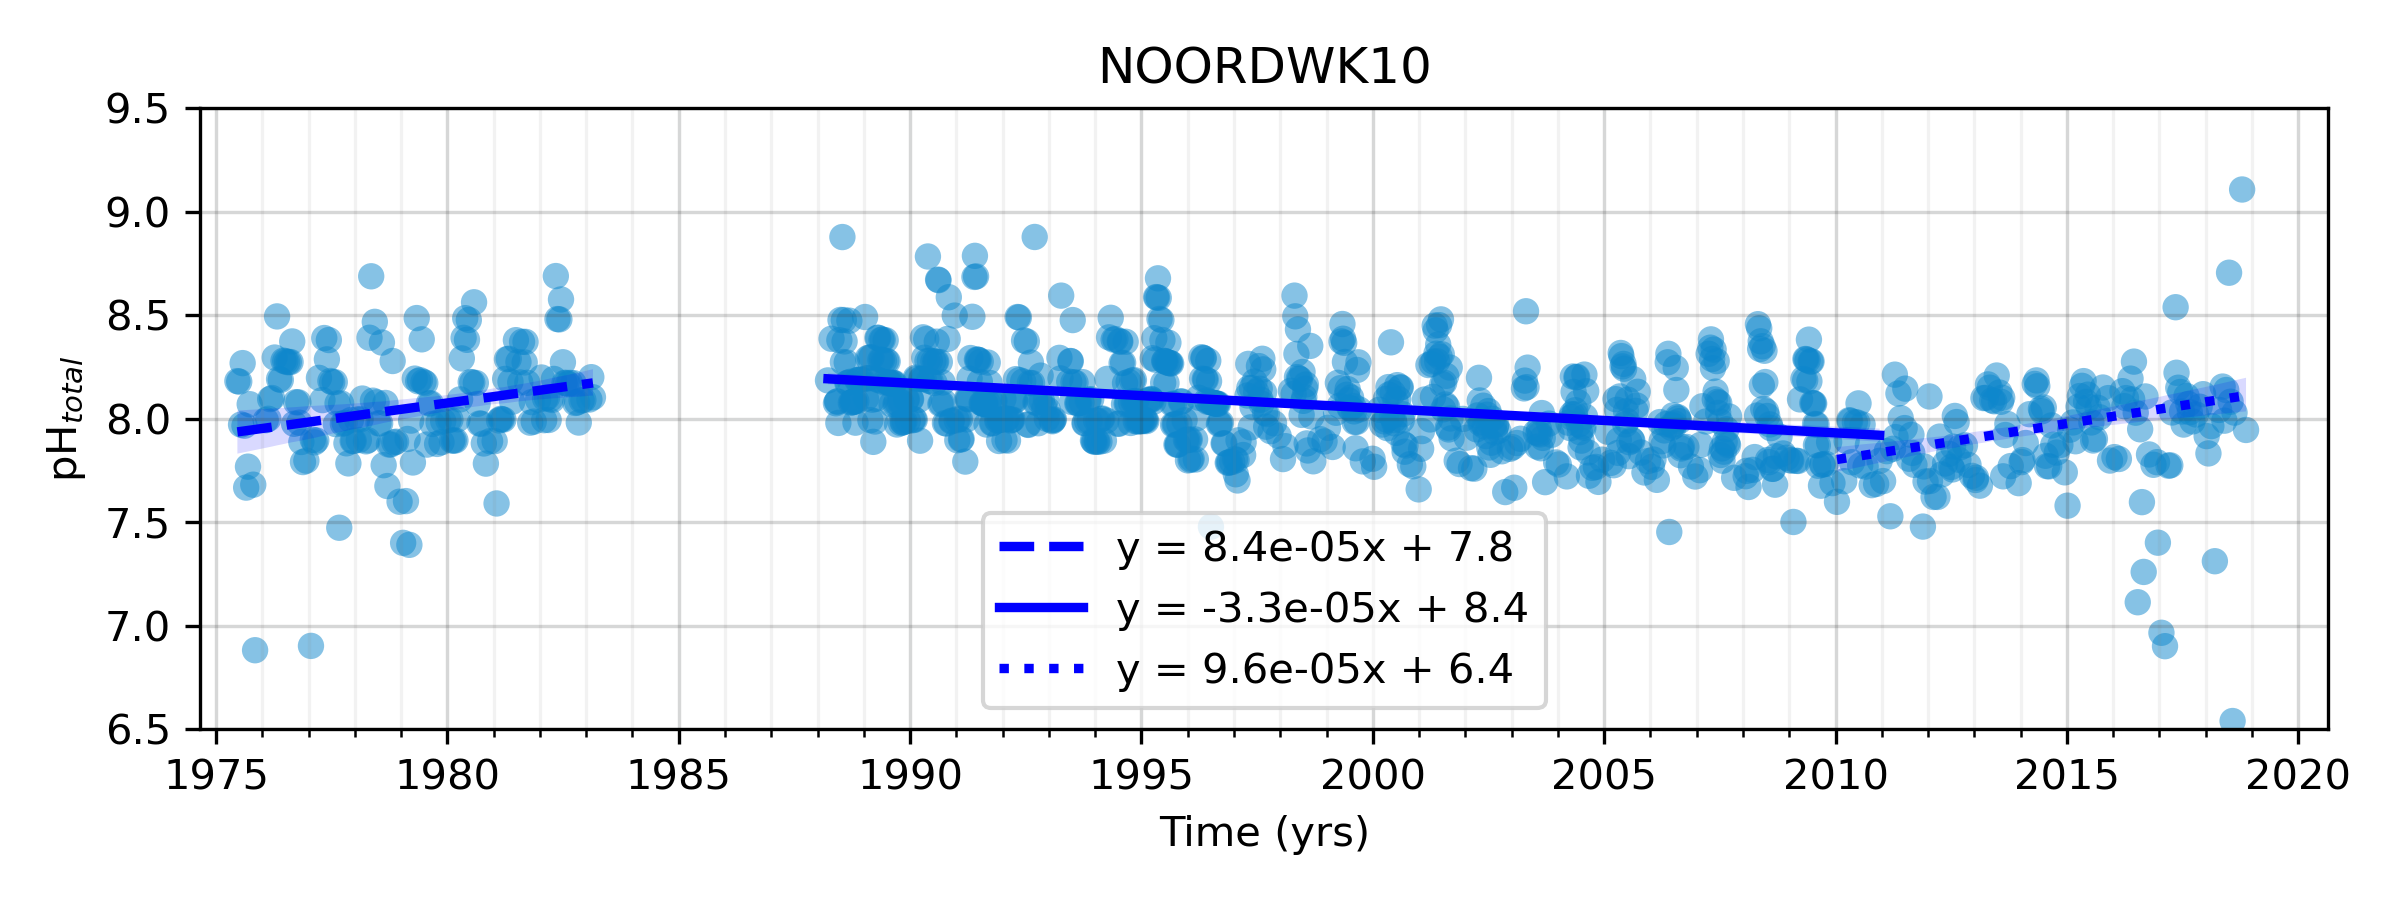 NOORDWK10
9.5
9.0
8.5
8.0
7.5
7.0
6.5
pHtotal
y = 8.4e-05x + 7.8
y = -3.3e-05x + 8.4
y = 9.6e-05x + 6.4
1975 1980 1985 1990 1995 2000 2005 2010 2015 2020
Time (yrs)